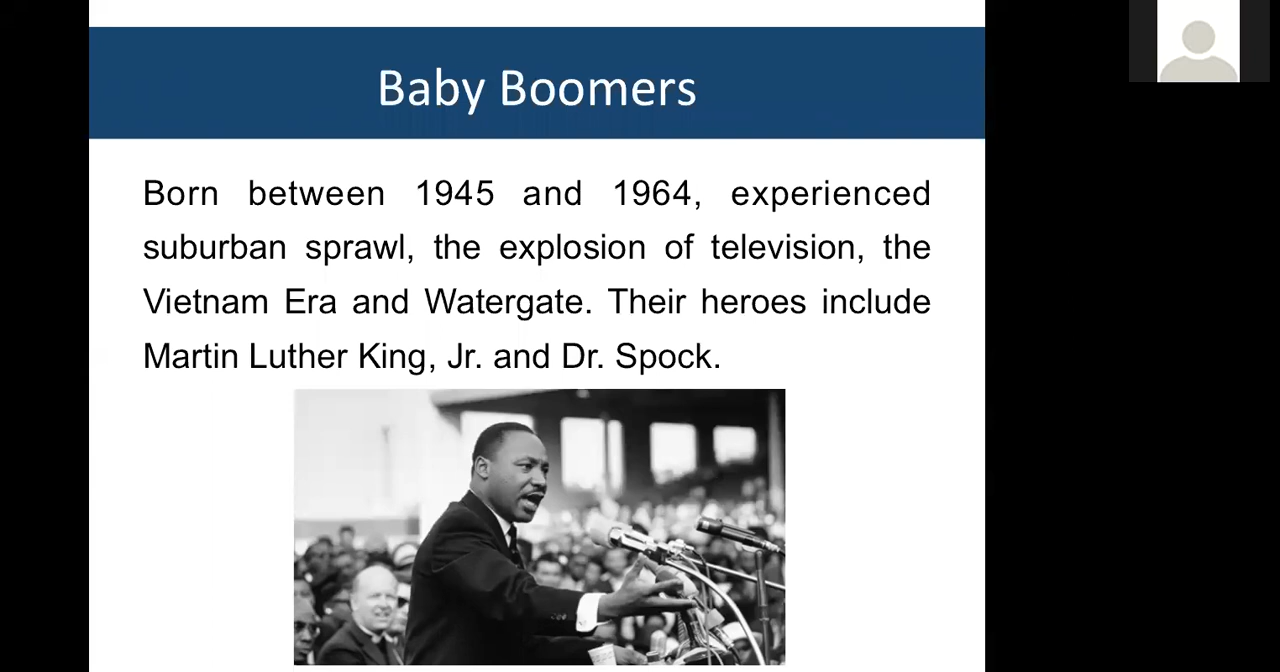 Baby Boomers
Born between 1945 and 1964, experienced
suburban sprawl, the explosion of television, the
Vietnam Era and Watergate. Their heroes include
Martin Luther King, Jr. and Dr. Spock.